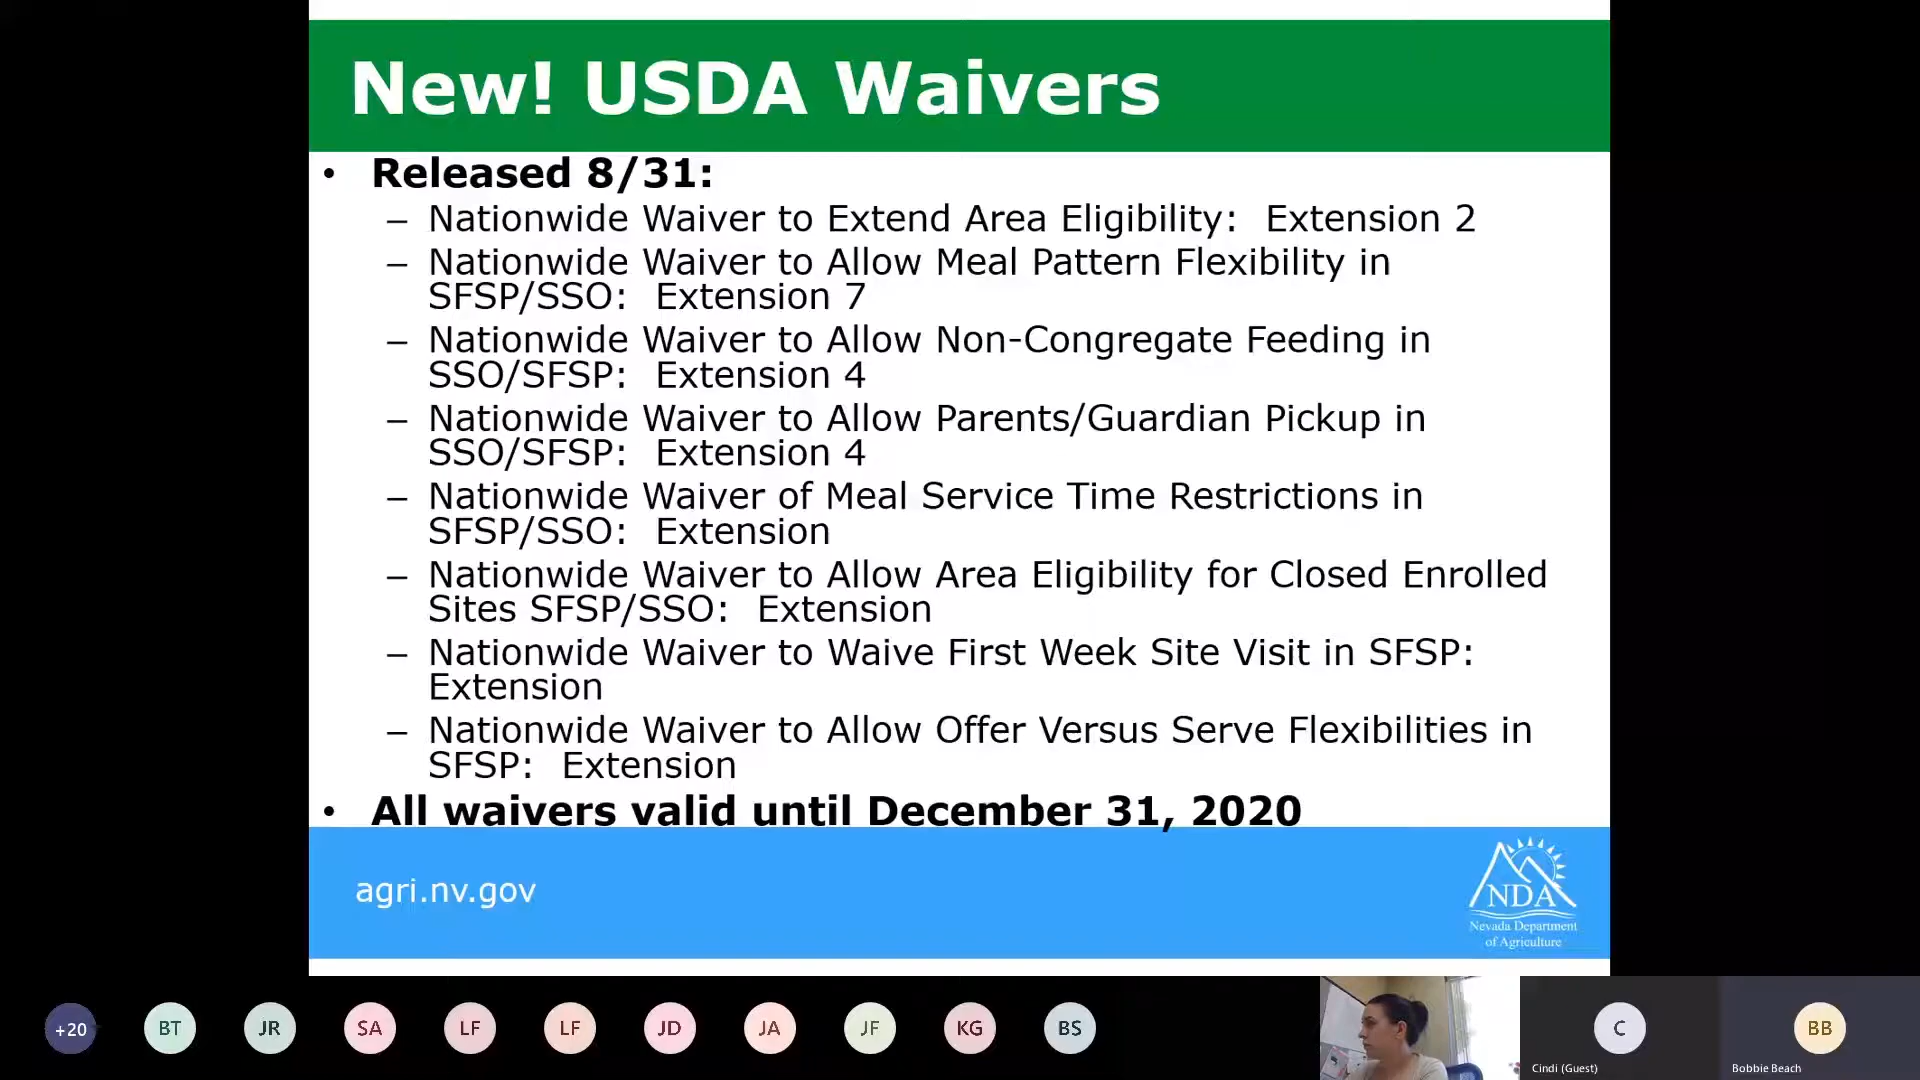 New! USDA Waivers
• Released 8/31:
– Nationwide Waiver to Extend Area Eligibility: Extension 2
– Nationwide Waiver to Allow Meal Pattern Flexibility in
SFSP/SSO: Extension 7
– Nationwide Waiver to Allow Non-Congregate Feeding in
SSO/SFSP: Extension 4
– Nationwide Waiver to Allow Parents/Guardian Pickup in
SSO/SFSP: Extension 4
– Nationwide Waiver of Meal Service Time Restrictions in
SFSP/SSO: Extension
– Nationwide Waiver to Allow Area Eligibility for Closed Enrolled
Sites SFSP/SSO: Extension
– Nationwide Waiver to Waive First Week Site Visit in SFSP:
Extension
– Nationwide Waiver to Allow Offer Versus Serve Flexibilities in
SFSP: Extension
• All waivers valid until December 31, 2020
agri.nv.gov
NDA
Nevada Department
of Agriculture
+20 BT JR SA LF LF JD JA JF KG BS C BB
Cindi (Guest) Bobbie Beach